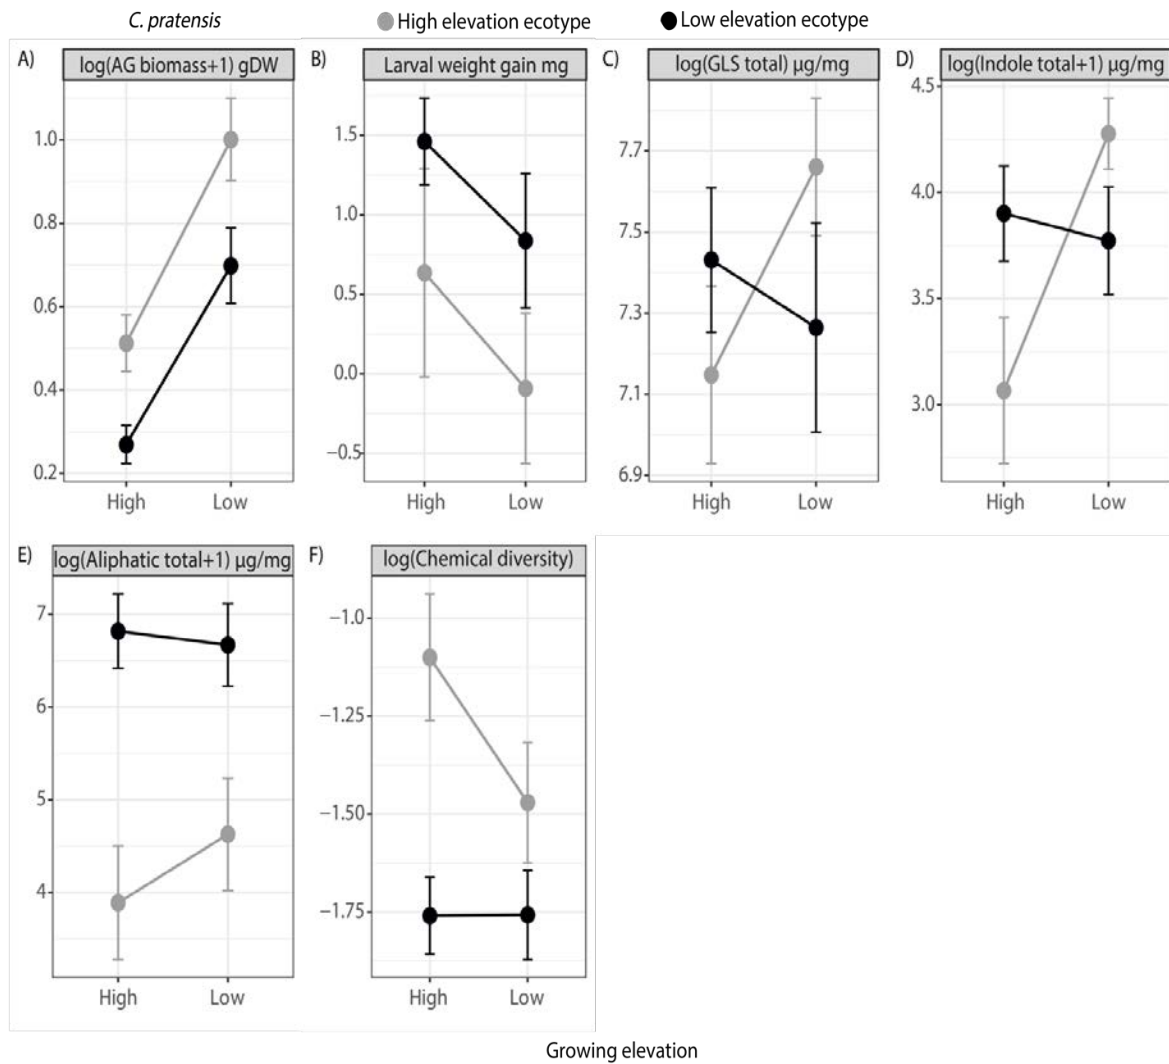 C. pratensis High elevation ecotype Low elevation ecotype
A) log(AG biomass+1) gDW
1.0
0.8
0.6
0.4
0.2
High Low
B) Larval weight gain mg
1.5
1.0
0.5
0.0
−0.5
High Low
C) log(GLS total) µg/mg
7.7
7.5
7.3
7.1
6.9
High Low
D) log(Indole total+1) µg/mg
4.5
4.0
3.5
3.0
High Low
E) log(Aliphatic total+1) µg/mg
7
6
5
4
High Low
F) log(Chemical diversity)
−1.0
−1.25
−1.50
−1.75
High Low
Growing elevation